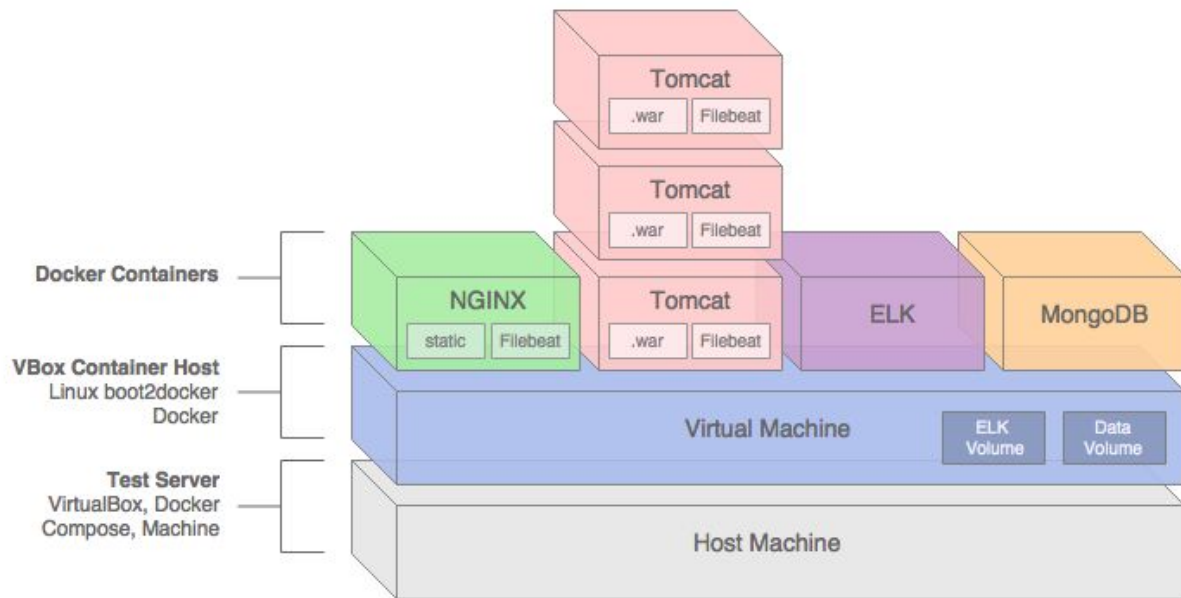 Tomcat
.war
Filebeat
Tomcat
.war
Filebeat
Docker Containers
NGINX
static
Filebeat
Tomcat
.war
Filebeat
ELK
MongoDB
VBox Container Host
Linux boot2docker
Docker
Virtual Machine
ELK
Volume
Data
Volume
Test Server
VirtualBox, Docker
Compose, Machine
Host Machine